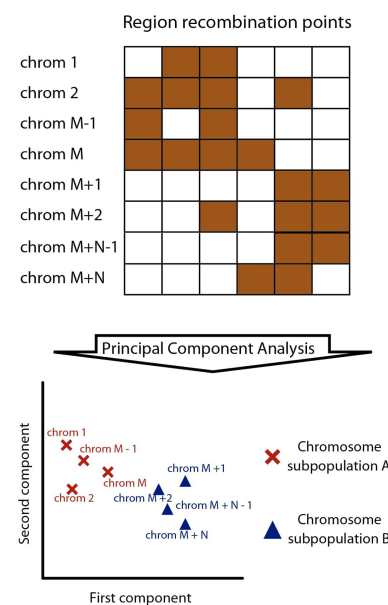 Region recombination points
chrom 1
chrom 2
chrom M-1
chrom M
chrom M+1
chrom M+2
chrom M+N-1
chrom M+N
Principal Component Analysis
Second component
chrom 1
chrom M - 1
chrom M
chrom 2
chrom M +1
chrom M +2
chrom M + N - 1
chrom M + N
Chromosome
subpopulation A
Chromosome
subpopulation B
First component